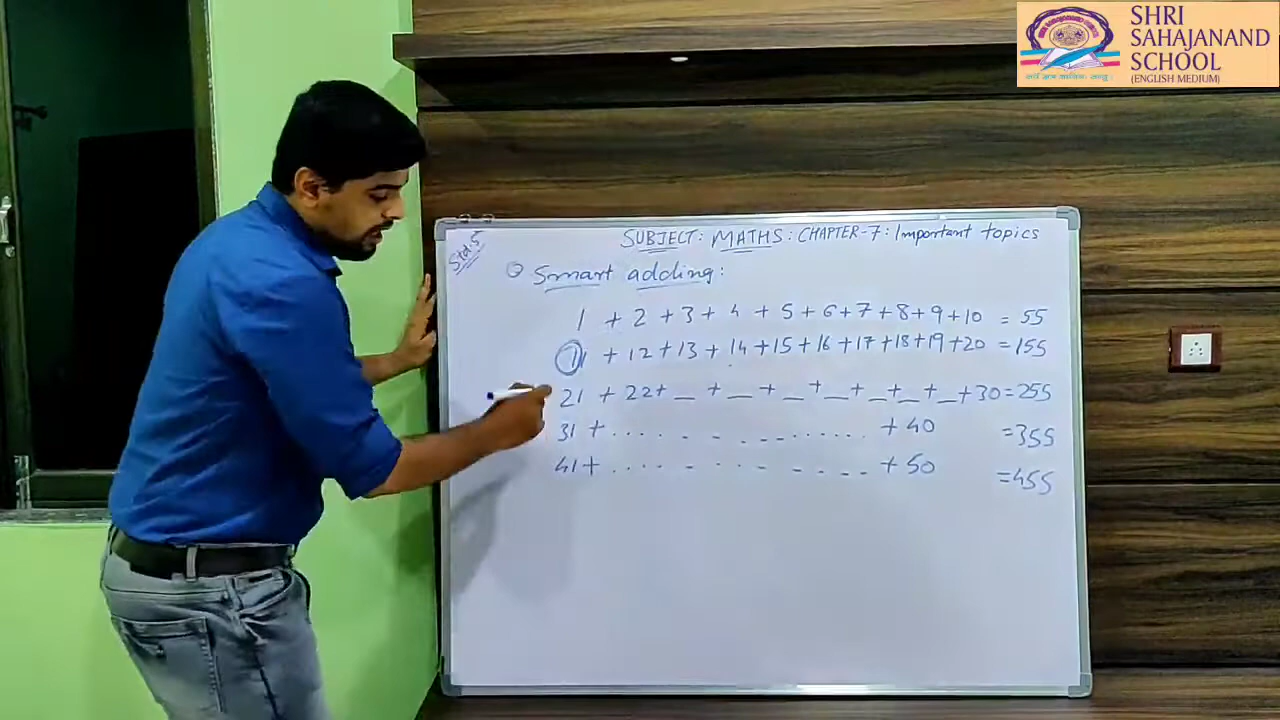 SHRI
SAHAJANAND
SCHOOL
(ENGLISH MEDIUM)
Std.5
SUBJECT: MATHS: CHAPTER-7: Important topics
Smart adding:
1 + 2 + 3 + 4 + 5 + 6 + 7 + 8 + 9 + 10 = 55
11 + 12 + 13 + 14 + 15 + 16 + 17 + 18 + 19 + 20 = 155
21 + 22 + _ + _ + _ + _ + _ + _ + _ + 30 = 255
31 + .............. + 40 = 355
41 + .............. + 50 = 455